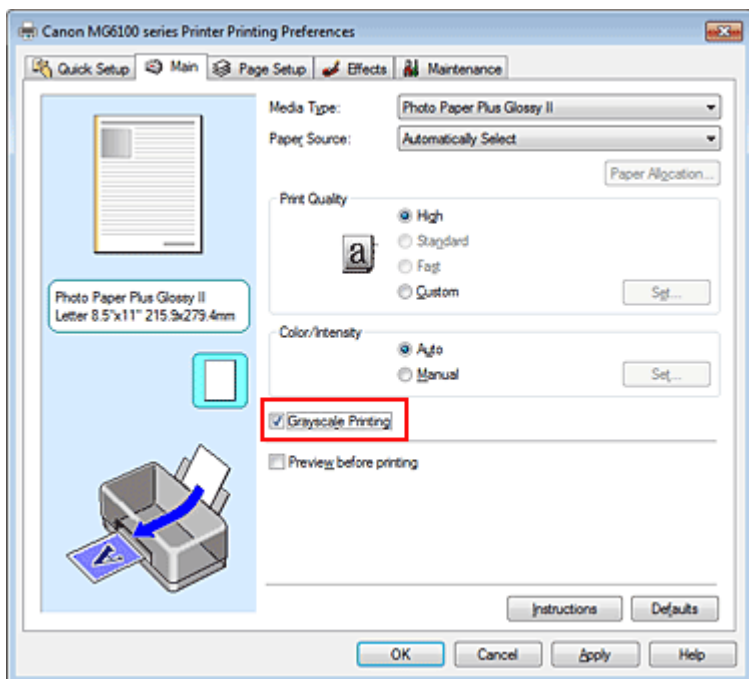 Canon MG6100 series Printer Printing Preferences
Quick Setup Main Page Setup Effects Maintenance
Media Type: Photo Paper Plus Glossy II
Paper Source: Automatically Select
Paper Allocation...
Print Quality
High
a Standard
Fast
Custom Set...
Photo Paper Plus Glossy II
Letter 8.5"x11" 215.9x279.4mm
Color/Intensity
Auto
Manual Set...
Grayscale Printing
Preview before printing
A
Instructions Defaults
OK Cancel Apply Help